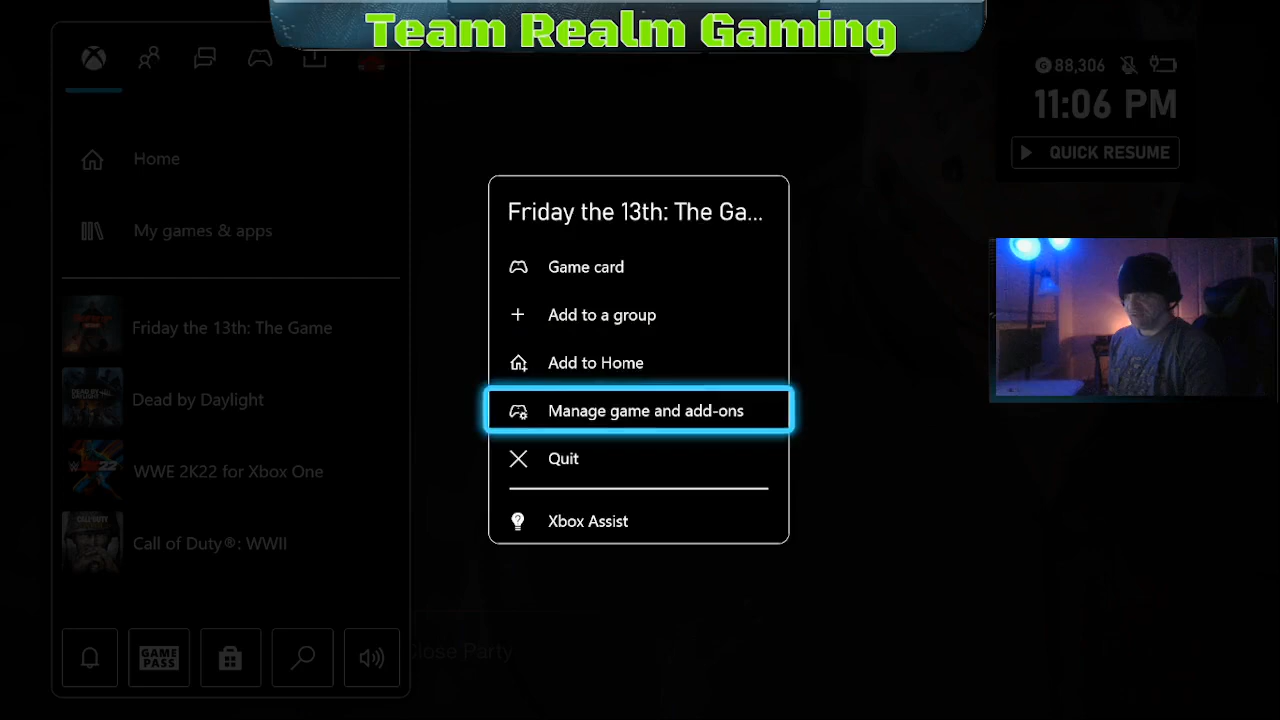 Team Realm Gaming
88,306
11:06 PM
QUICK RESUME
Home
My games & apps
Friday the 13th: The Game
Dead by Daylight
WWE 2K22 for Xbox One
Call of Duty®: WWII
GAME
PASS
Friday the 13th: The Ga...
Game card
Add to a group
Add to Home
Manage game and add-ons
Quit
Xbox Assist
Close Party